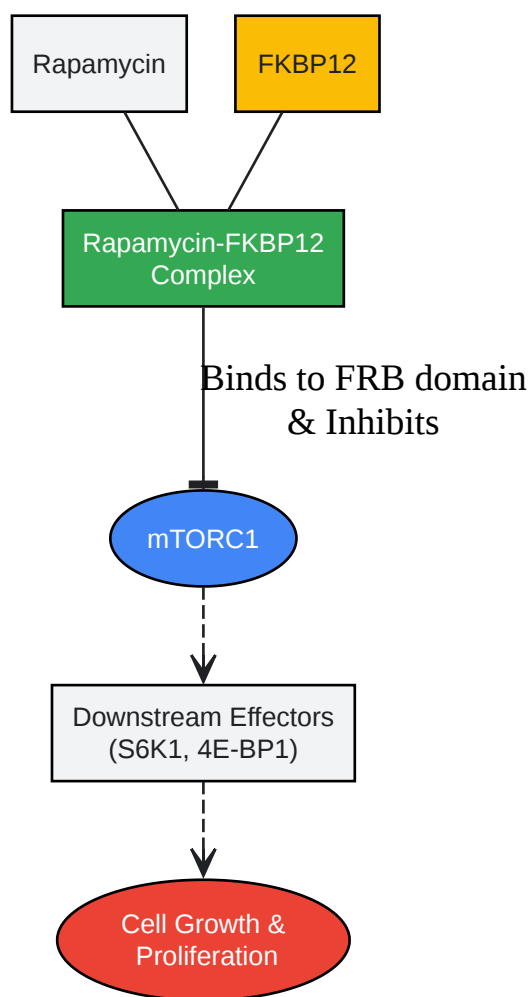 Rapamycin
FKBP12
Rapamycin-FKBP12
Complex
Binds to FRB domain
& Inhibits
mTORC1
Downstream Effectors
(S6K1, 4E-BP1)
Cell Growth &
Proliferation